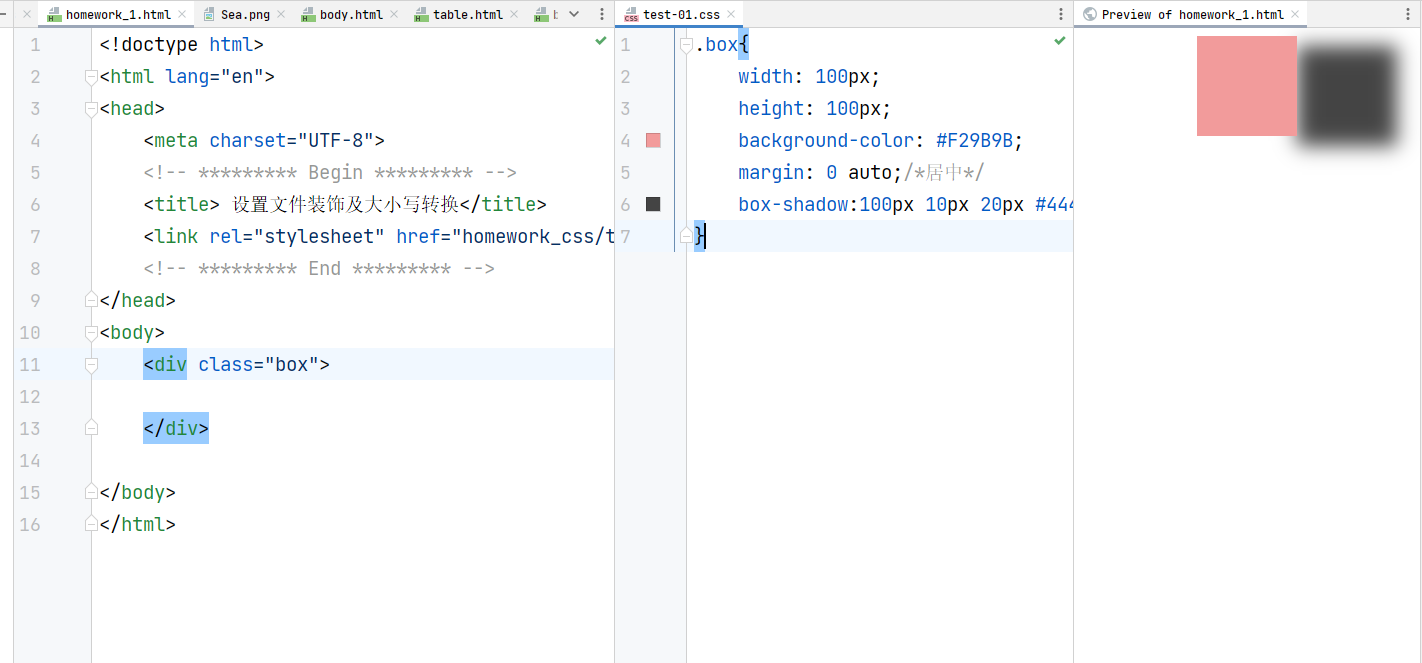 homework_1.html
Sea.png
body.html
table.html
test-01.css
Preview of homework_1.html
1 <!doctype html>
2 <html lang="en">
3 <head>
4 <meta charset="UTF-8">
5 <!-- ********* Begin ********* -->
6 <title> 设置文件装饰及大小写转换</title>
7 <link rel="stylesheet" href="homework_css/t
8 <!-- ********* End ********* -->
9 </head>
10 <body>
11 <div class="box">
12
13 </div>
14
15 </body>
16 </html>
1 .box{
2 width: 100px;
3 height: 100px;
4 background-color: #F29B9B;
5 margin: 0 auto;/*居中*/
6 box-shadow:100px 10px 20px #444
7 }